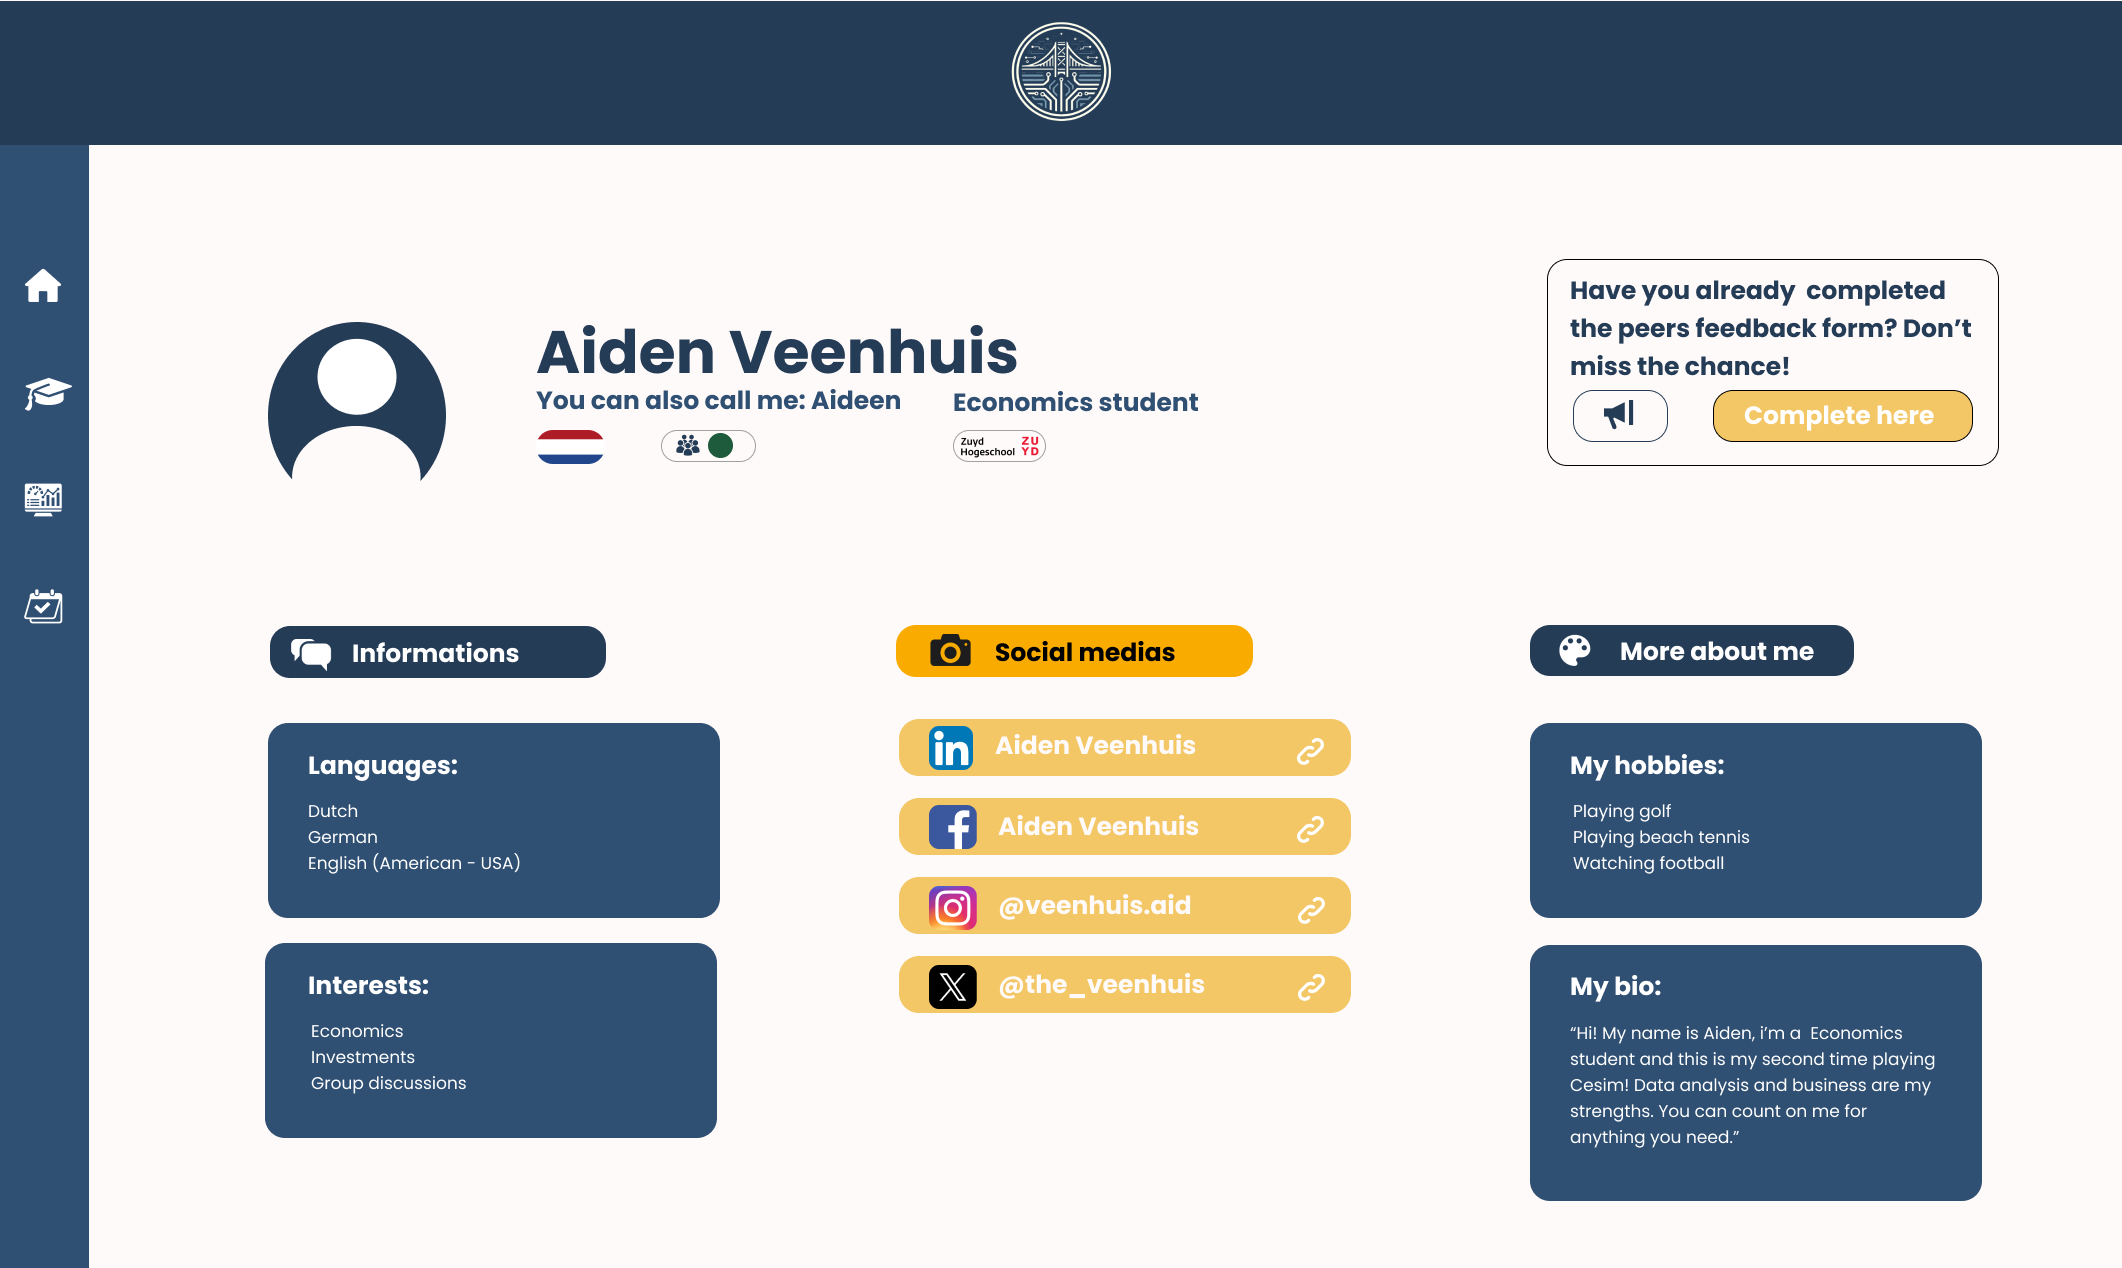 Have you already  completed
the peers feedback form? Don’t
miss the chance!
Complete here
Aiden Veenhuis
You can also call me: Aideen
Economics student
Zuyd
Hogeschool
ZU
YD
Informations
Languages:
Dutch
German
English (American - USA)
Interests:
Economics
Investments
Group discussions
Social medias
in Aiden Veenhuis
f Aiden Veenhuis
@veenhuis.aid
X @the_veenhuis
More about me
My hobbies:
Playing golf
Playing beach tennis
Watching football
My bio:
“Hi! My name is Aiden, i’m a  Economics
student and this is my second time playing
Cesim! Data analysis and business are my
strengths. You can count on me for
anything you need.”